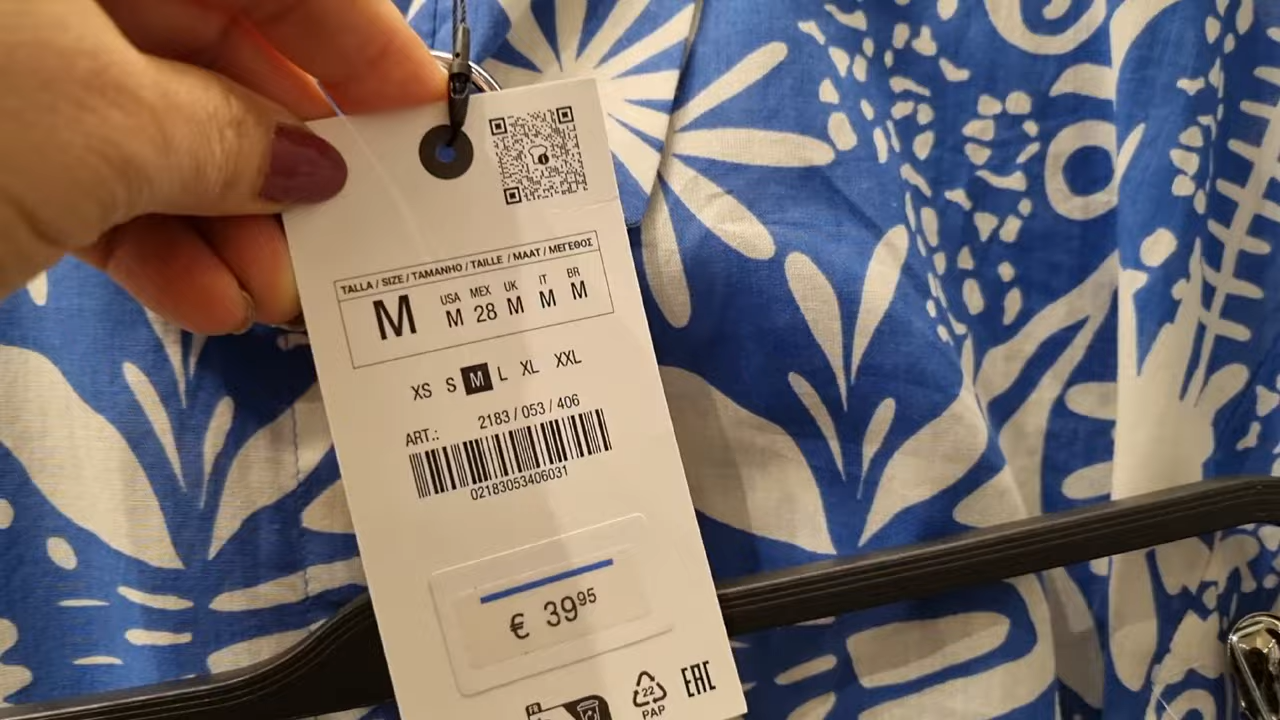 TALLA / SIZE / TAMANHO / TAILLE / MAAT / ΜΕΓΕΘΟΣ
M USA MEX UK IT BR
M 28 M M M
XS S M L XL XXL
ART.: 2183 / 053 / 406
02183053406031
€ 39⁹⁵
FR
22
PAP
EAC